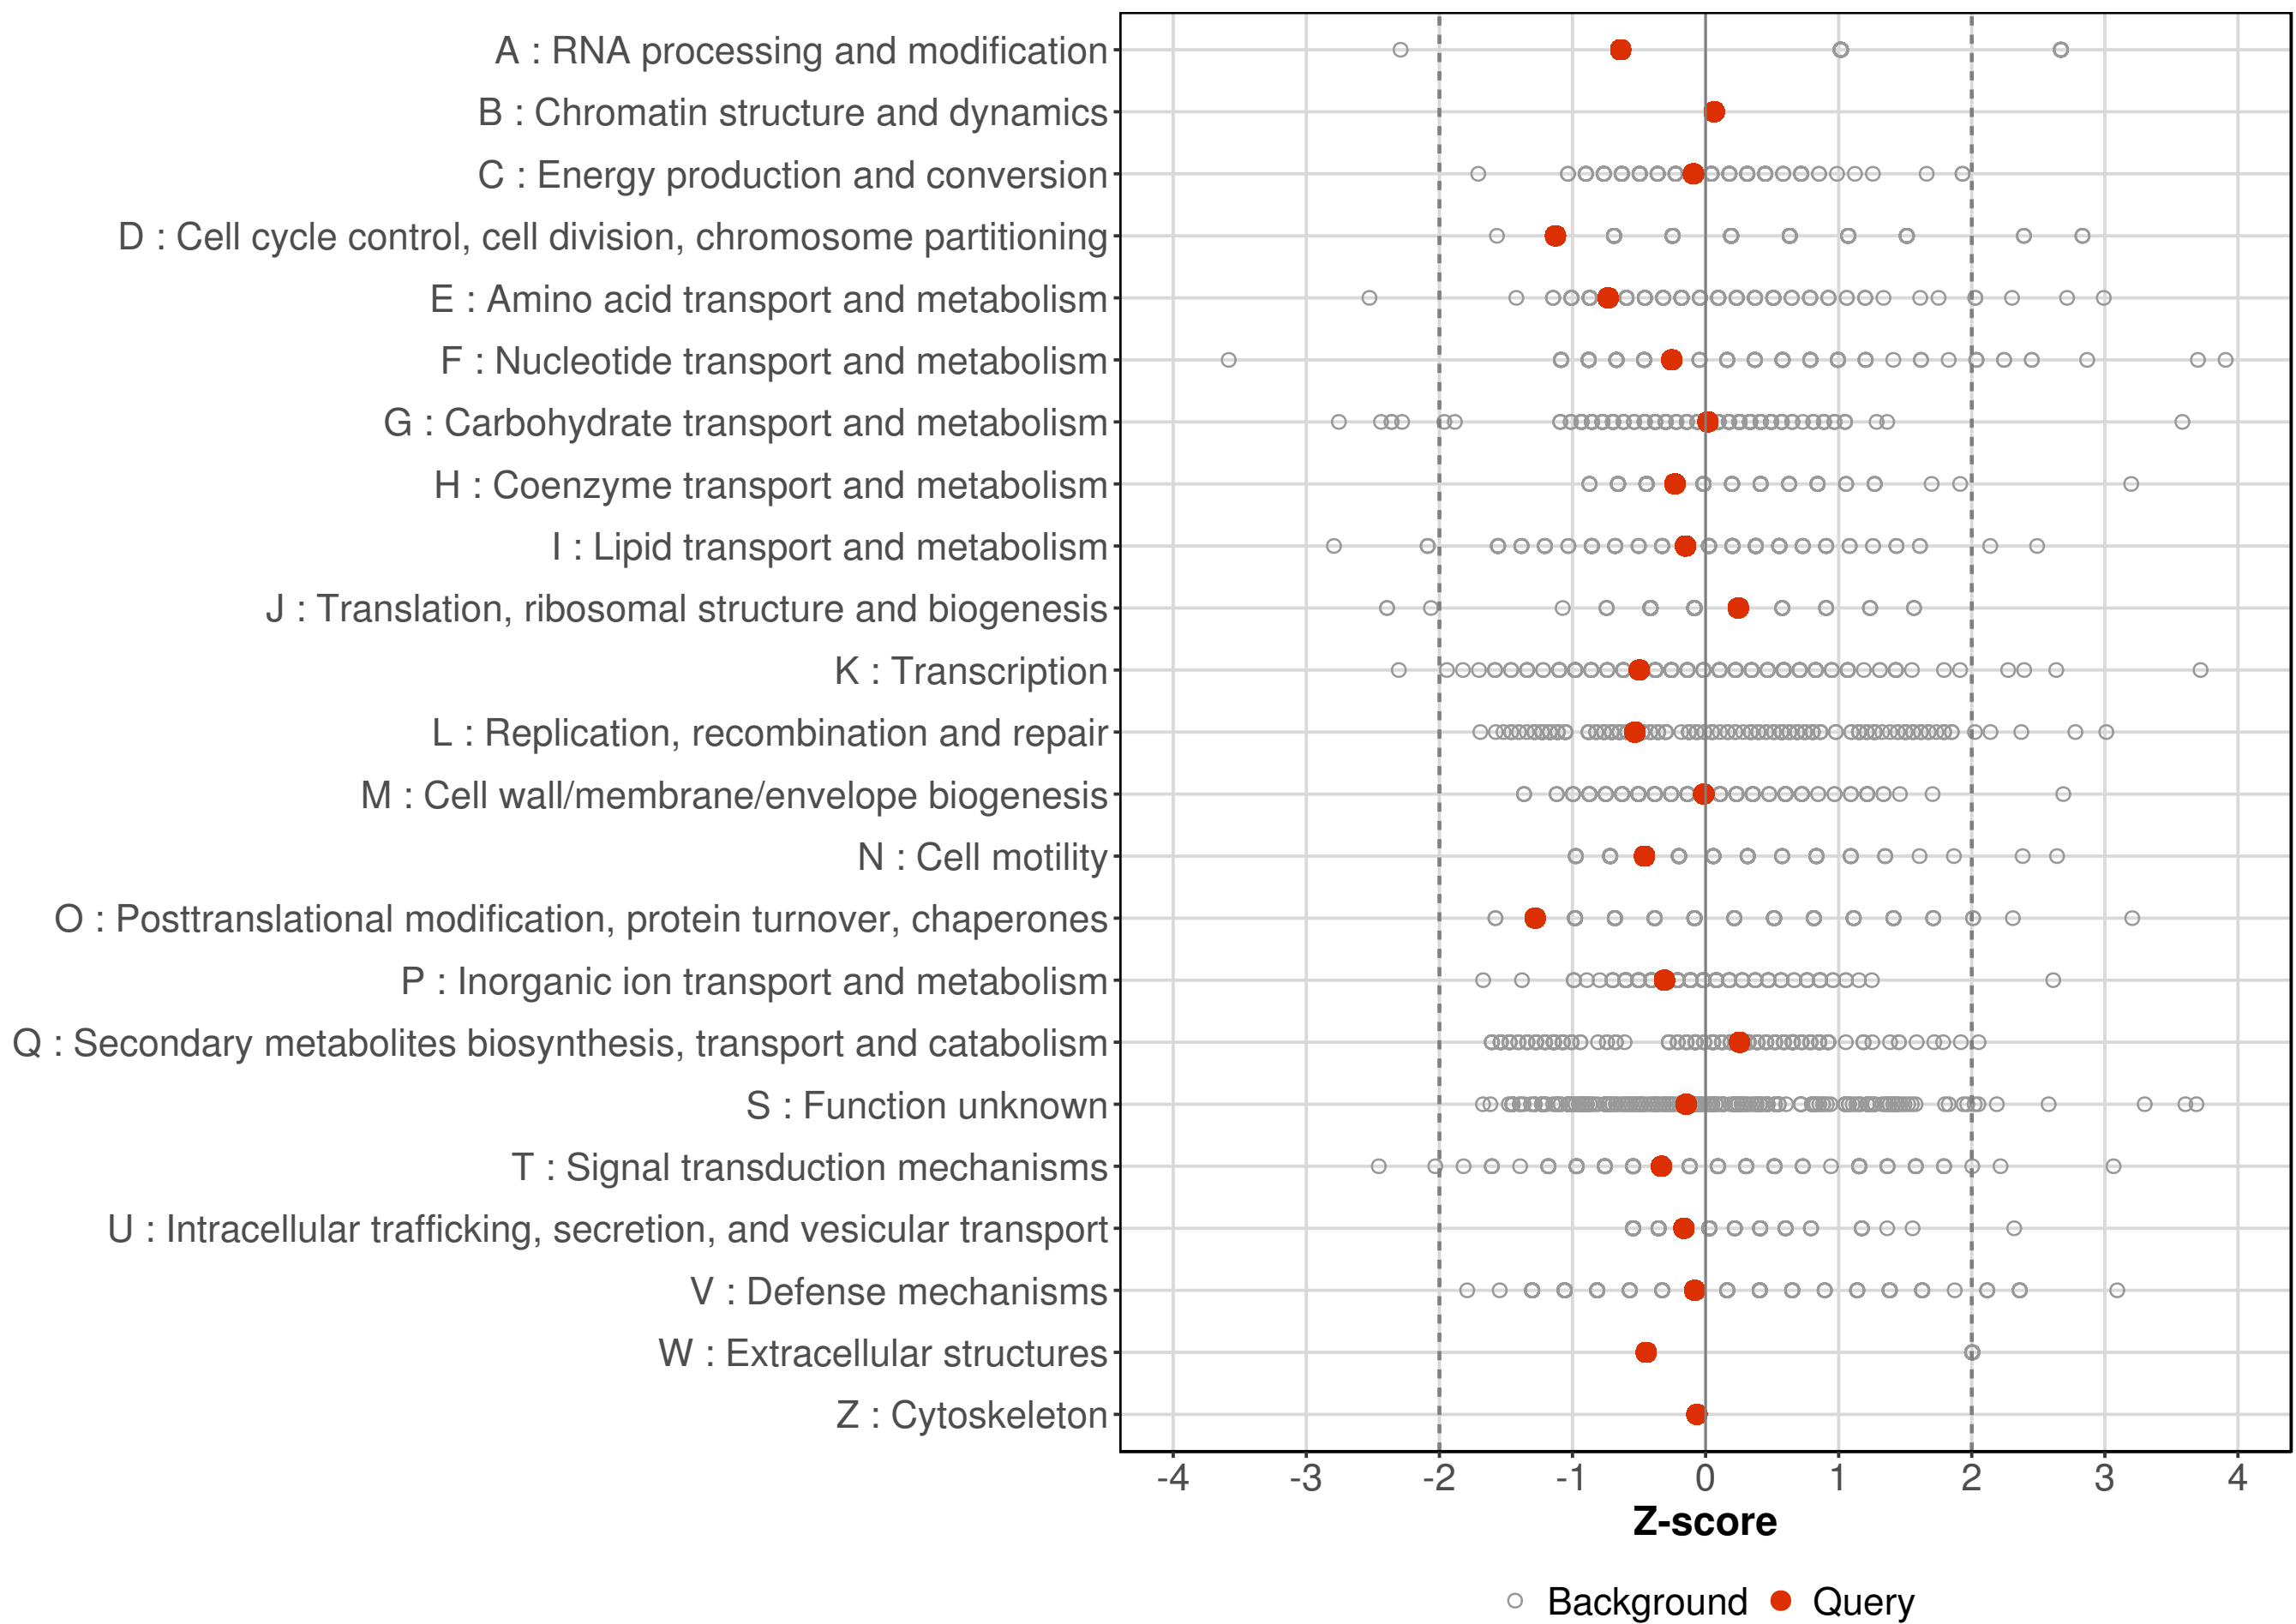 A : RNA processing and modification
B : Chromatin structure and dynamics
C : Energy production and conversion
D : Cell cycle control, cell division, chromosome partitioning
E : Amino acid transport and metabolism
F : Nucleotide transport and metabolism
G : Carbohydrate transport and metabolism
H : Coenzyme transport and metabolism
I : Lipid transport and metabolism
J : Translation, ribosomal structure and biogenesis
K : Transcription
L : Replication, recombination and repair
M : Cell wall/membrane/envelope biogenesis
N : Cell motility
O : Posttranslational modification, protein turnover, chaperones
P : Inorganic ion transport and metabolism
Q : Secondary metabolites biosynthesis, transport and catabolism
S : Function unknown
T : Signal transduction mechanisms
U : Intracellular trafficking, secretion, and vesicular transport
V : Defense mechanisms
W : Extracellular structures
Z : Cytoskeleton
-4 -3 -2 -1 0 1 2 3 4
Z-score
Background Query